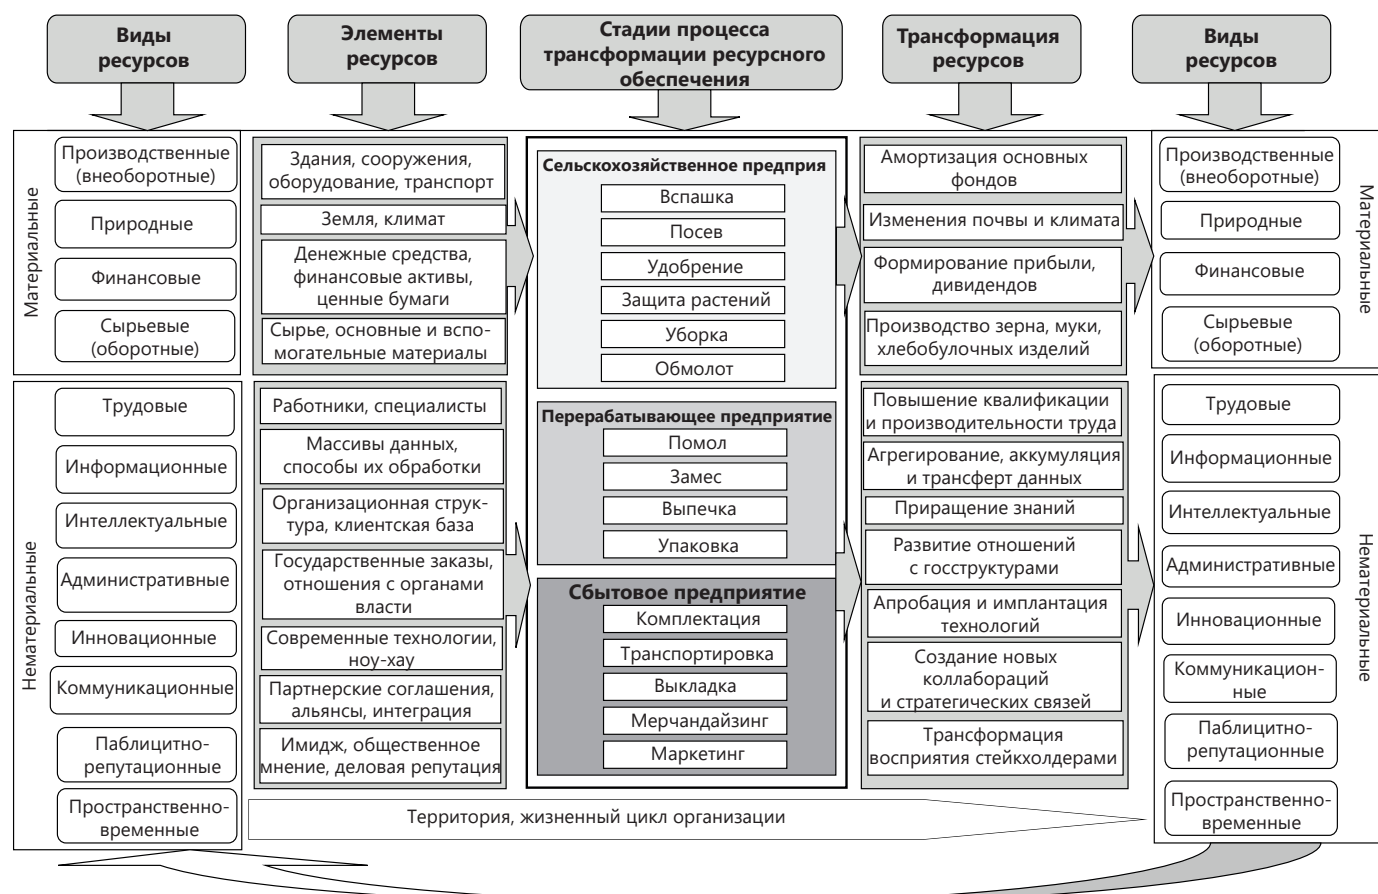 Виды
ресурсов
Элементы
ресурсов
Стадии процесса
трансформации ресурсного
обеспечения
Трансформация
ресурсов
Виды
ресурсов
Материальные
Производственные
(внеоборотные)
Природные
Финансовые
Сырьевые
(оборотные)
Нематериальные
Трудовые
Информационные
Интеллектуальные
Административные
Инновационные
Коммуникационные
Паблицитно-
репутационные
Пространственно-
временные
Здания, сооружения,
оборудование, транспорт
Земля, климат
Денежные средства,
финансовые активы,
ценные бумаги
Сырье, основные и вспо-
могательные материалы
Работники, специалисты
Массивы данных,
способы их обработки
Организационная струк-
тура, клиентская база
Государственные заказы,
отношения с органами
власти
Современные технологии,
ноу-хау
Партнерские соглашения,
альянсы, интеграция
Имидж, общественное
мнение, деловая репутация
Сельскохозяйственное предприя
Вспашка
Посев
Удобрение
Защита растений
Уборка
Обмолот
Перерабатывающее предприятие
Помол
Замес
Выпечка
Упаковка
Сбытовое предприятие
Комплектация
Транспортировка
Выкладка
Мерчандайзинг
Маркетинг
Амортизация основных
фондов
Изменения почвы и климата
Формирование прибыли,
дивидендов
Производство зерна, муки,
хлебобулочных изделий
Повышение квалификации
и производительности труда
Агрегирование, аккумуляция
и трансферт данных
Приращение знаний
Развитие отношений
с госструктурами
Апробация и имплантация
технологий
Создание новых
коллабораций
и стратегических связей
Трансформация
восприятия стейкхолдерами
Производственные
(внеоборотные)
Природные
Финансовые
Сырьевые
(оборотные)
Материальные
Трудовые
Информационные
Интеллектуальные
Административные
Инновационные
Коммуникацион-
ные
Паблицитно-
репутационные
Пространственно-
временные
Нематериальные
Территория, жизненный цикл организации